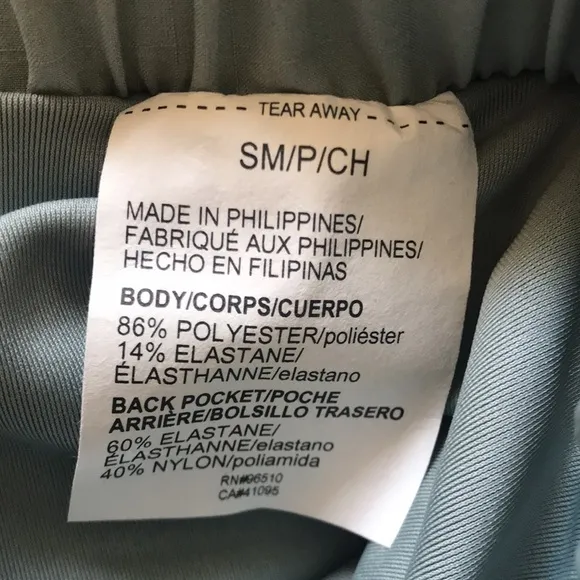 TEAR AWAY
SM/P/CH
MADE IN PHILIPPINES/
FABRIQUÉ AUX PHILIPPINES/
HECHO EN FILIPINAS
BODY/CORPS/CUERPO
86% POLYESTER/poliéster
14% ELASTANE/
ÉLASTHANNE/elastano
BACK POCKET/POCHE
ARRIÈRE/BOLSILLO TRASERO
60% ELASTANE/
ÉLASTHANNE/elastano
40% NYLON/poliamida
RN#96510
CA#41095